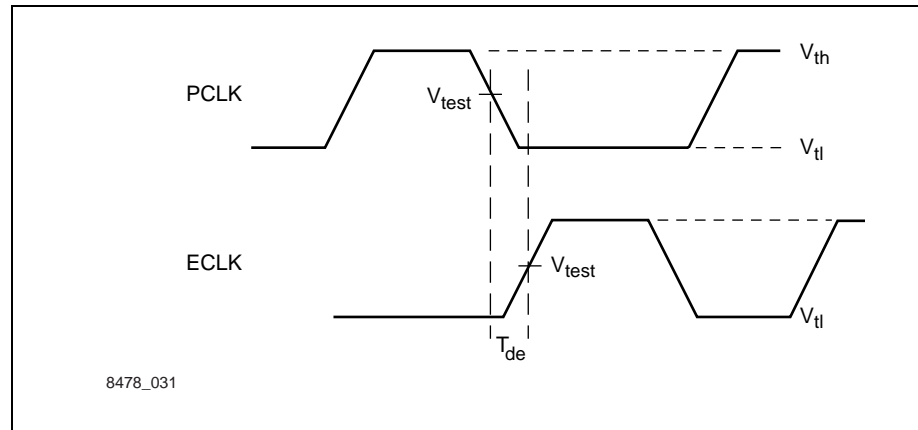 V_th
PCLK
V_test
V_tl
ECLK
V_test
V_tl
T_de
8478_031